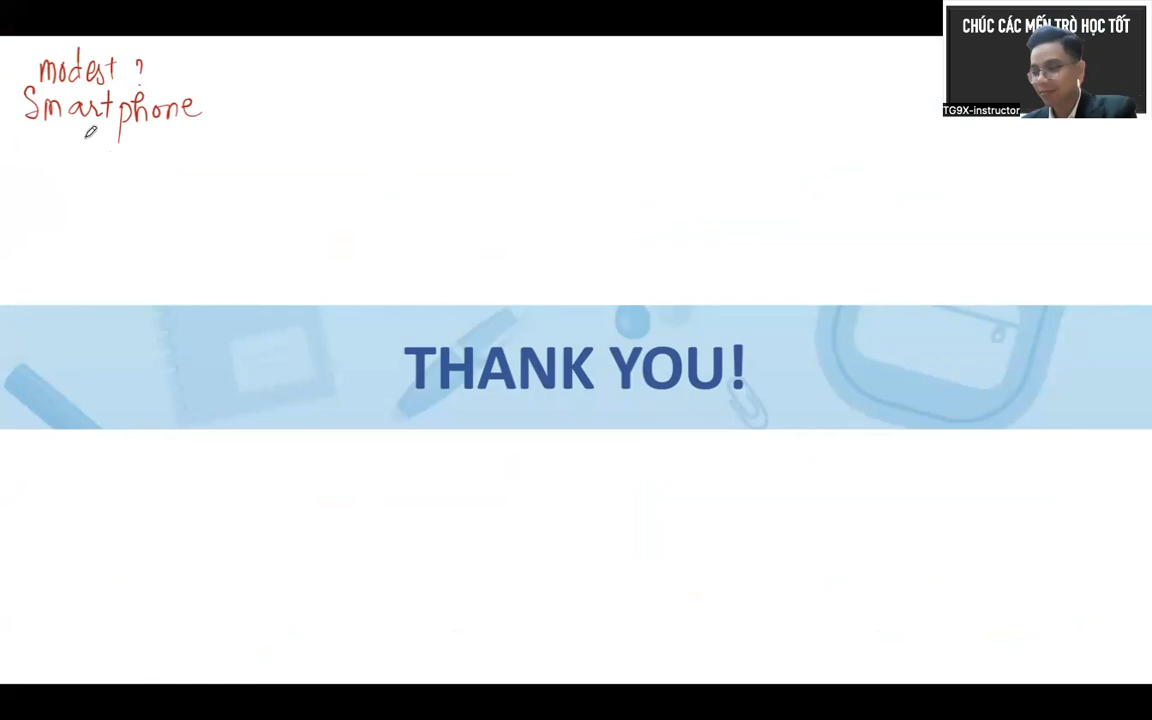 modest ?
Smartphone
CHÚC CÁC MẾN TRÒ HỌC TỐT
TG9X-instructor
THANK YOU!